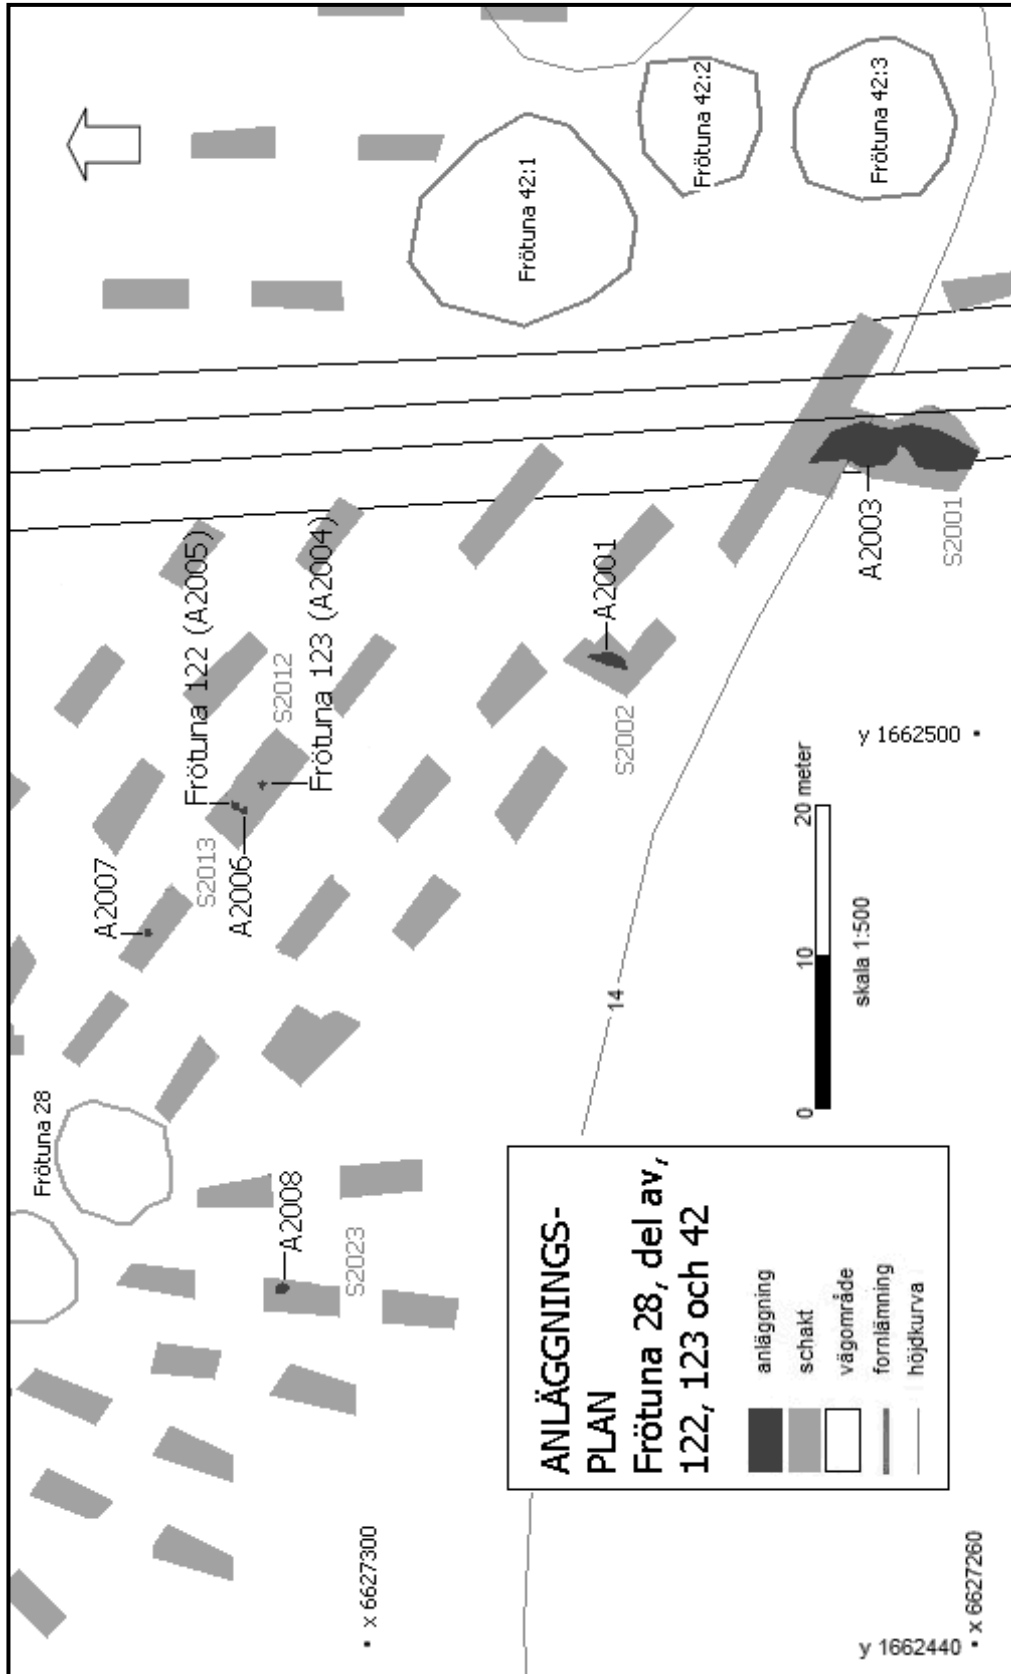 Frötuna 42:1
Frötuna 42:2
Frötuna 42:3
Frötuna 122 (A2005)
Frötuna 123 (A2004)
S2012
A2001
S2002
A2003
S2001
A2007
S2013
A2006
y 1662500
14
Frötuna 28
A2008
S2023
0 10 20 meter
skala 1:500
ANLÄGGNINGS-
PLAN
Frötuna 28, del av,
122, 123 och 42
anläggning
schakt
vägområde
fornlämning
höjdkurva
x 6627300
y 1662440
x 6627260